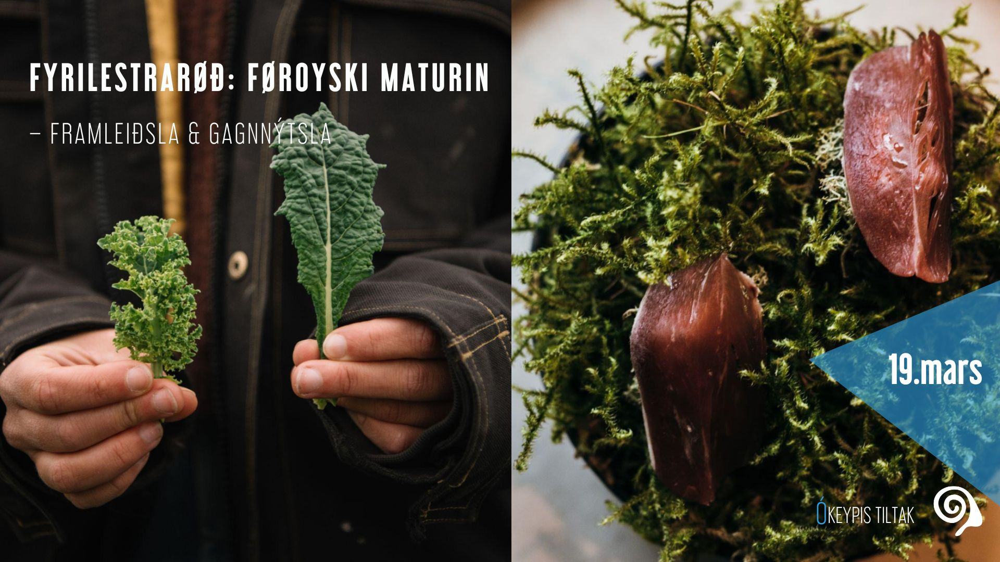 FYRILESTRARØÐ: FØROYSKI MATURIN
– FRAMLEIÐSLA & GAGNNÝTSLA
19.mars
ÓKEYPIS TILTAK